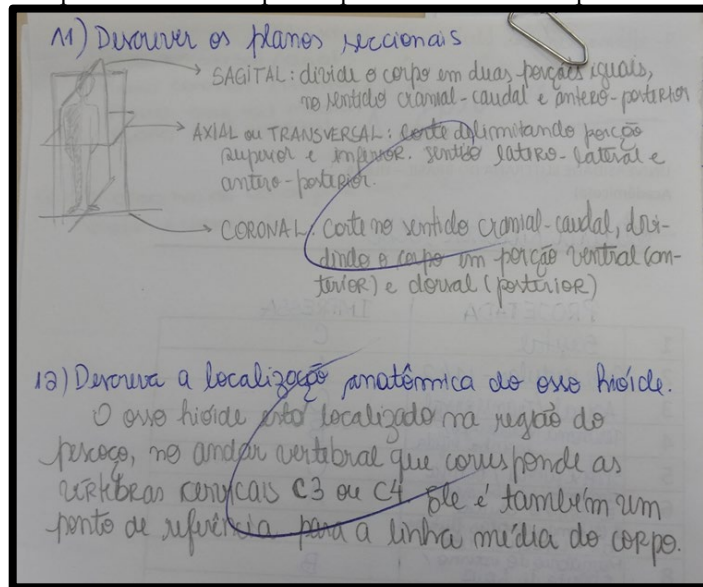 11) Descrever os planos seccionais
SAGITAL: divide o corpo em duas porções iguais,
no sentido cranial-caudal e antero-posterior
AXIAL ou TRANSVERSAL: corte delimitando porção
superior e inferior. sentido latero-lateral e
antero-posterior.
CORONAL: corte no sentido cranial-caudal, divi-
dindo o corpo em porção ventral (an-
terior) e dorsal (posterior)
12) Descreva a localização anatômica do osso hióide.
O osso hióide está localizado na região do
pescoço, no andar vertebral que corresponde as
vértebras cervicais C3 ou C4. Ele é também um
ponto de referência para a linha média do corpo.